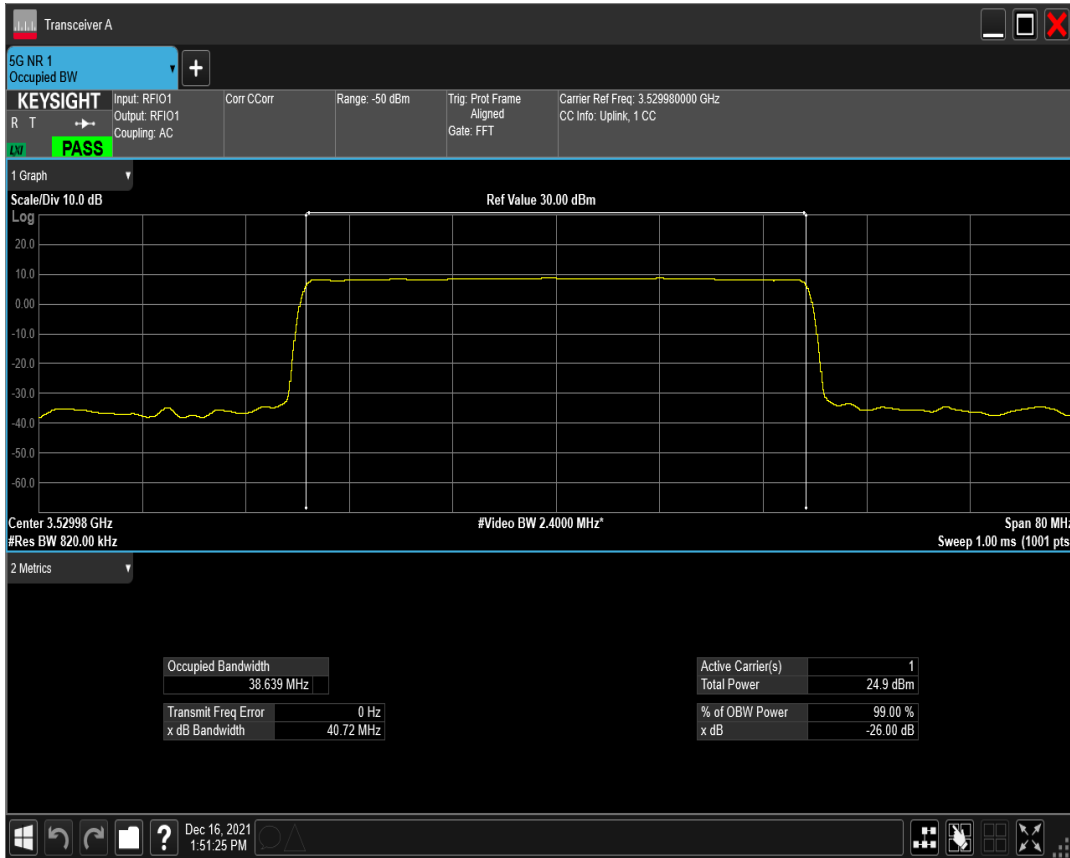 Transceiver A
5G NR 1
Occupied BW
+
KEYSIGHT
R T
LXI
PASS
Input: RFIO1
Output: RFIO1
Coupling: AC
Corr CCorr
Range: -50 dBm
Trig: Prot Frame
Aligned
Gate: FFT
Carrier Ref Freq: 3.529980000 GHz
CC Info: Uplink, 1 CC
1 Graph
Scale/Div 10.0 dB
Ref Value 30.00 dBm
Log
20.0
10.0
0.00
-10.0
-20.0
-30.0
-40.0
-50.0
-60.0
Center 3.52998 GHz
#Video BW 2.4000 MHz*
Span 80 MHz
#Res BW 820.00 kHz
Sweep 1.00 ms (1001 pts
2 Metrics
Occupied Bandwidth
38.639 MHz
Transmit Freq Error 0 Hz
x dB Bandwidth 40.72 MHz
Active Carrier(s) 1
Total Power 24.9 dBm
% of OBW Power 99.00 %
x dB -26.00 dB
?
Dec 16, 2021
1:51:25 PM